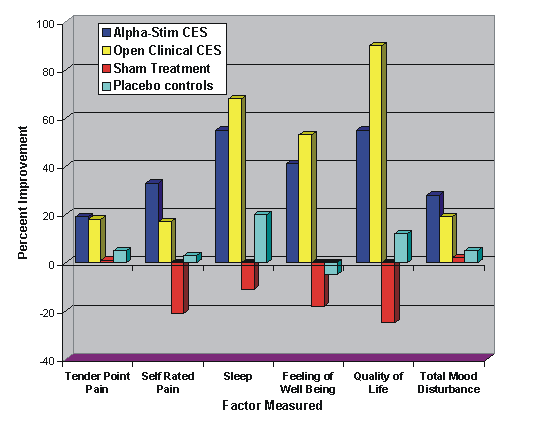 100
80
60
40
20
0
-20
-40
Perceent Improvement
Alpha-Stim CES
Open Clinical CES
Sham Treatment
Placebo controls
Tender Point
Pain
Self Rated
Pain
Sleep
Feeling of
Well Being
Quality of
Life
Total Mood
Disturbance
Factor Measured